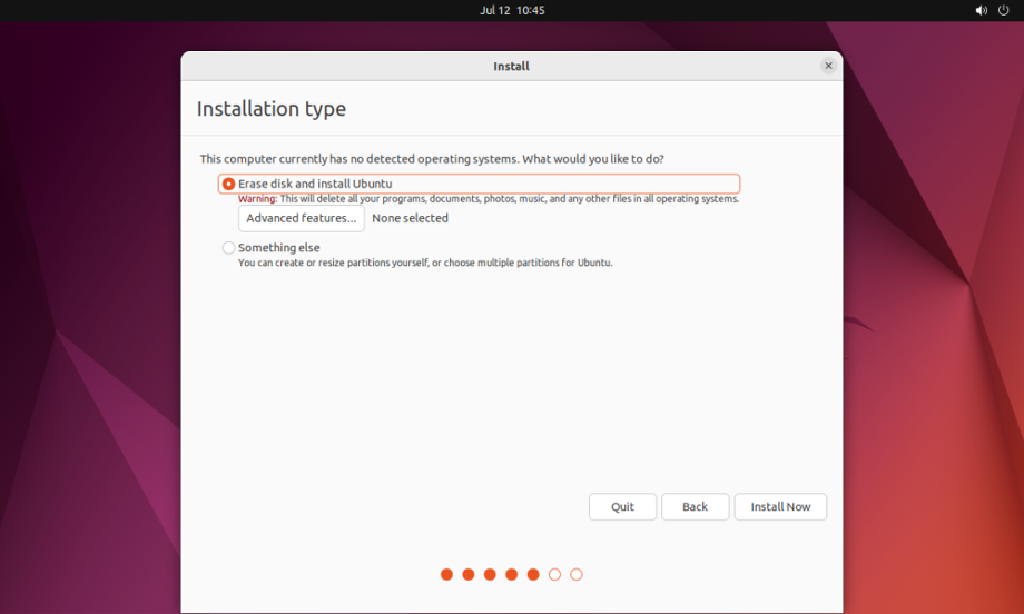 Jul 12 10:45
Install
Installation type
This computer currently has no detected operating systems. What would you like to do?
Erase disk and install Ubuntu
Warning: This will delete all your programs, documents, photos, music, and any other files in all operating systems.
Advanced features... None selected
Something else
You can create or resize partitions yourself, or choose multiple partitions for Ubuntu.
Quit Back Install Now